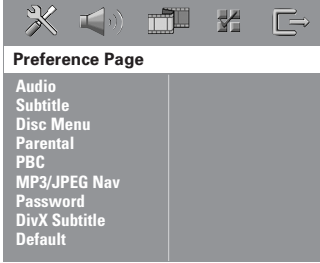 Preference Page
Audio
Subtitle
Disc Menu
Parental
PBC
MP3/JPEG Nav
Password
DivX Subtitle
Default